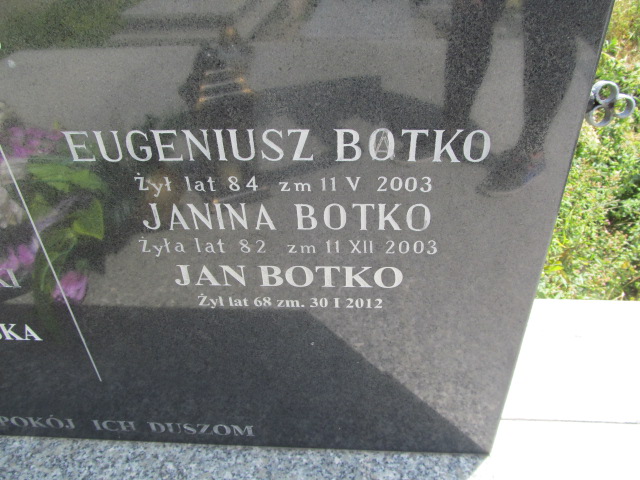 EUGENIUSZ BOTKO
Żył lat 84 zm 11 V 2003
JANINA BOTKO
Żyła lat 82 zm 11 XII 2003
JAN BOTKO
Żył lat 68 zm. 30 I 2012
POKÓJ ICH DUSZOM